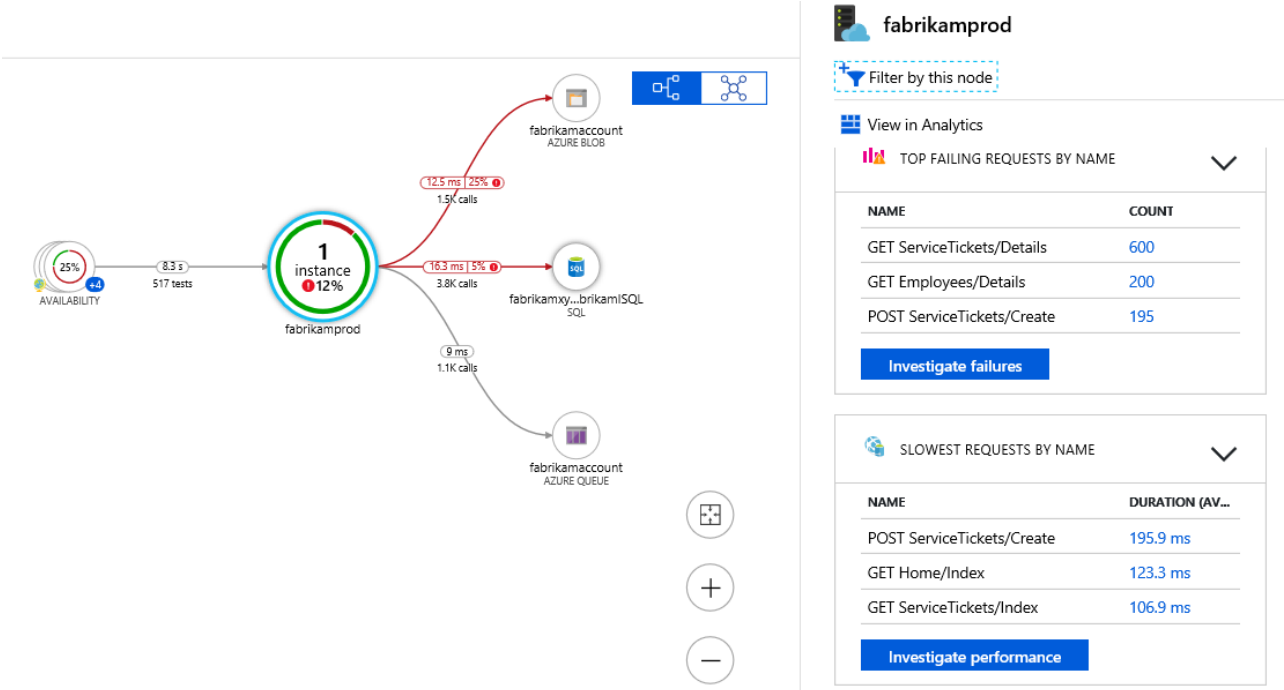 fabrikamprod
Filter by this node
View in Analytics
TOP FAILING REQUESTS BY NAME
NAME COUNT
GET ServiceTickets/Details 600
GET Employees/Details 200
POST ServiceTickets/Create 195
Investigate failures
SLOWEST REQUESTS BY NAME
NAME DURATION (AV...
POST ServiceTickets/Create 195.9 ms
GET Home/Index 123.3 ms
GET ServiceTickets/Index 106.9 ms
Investigate performance
fabrikamaccount
AZURE BLOB
12.5 ms 25% !
1.5K calls
25%
+4
AVAILABILITY
8.3 s
517 tests
1
instance
! 12%
fabrikamprod
16.3 ms 5% !
3.8K calls
SQL
fabrikamxy...brikamISQL
SQL
9 ms
1.1K calls
fabrikamaccount
AZURE QUEUE